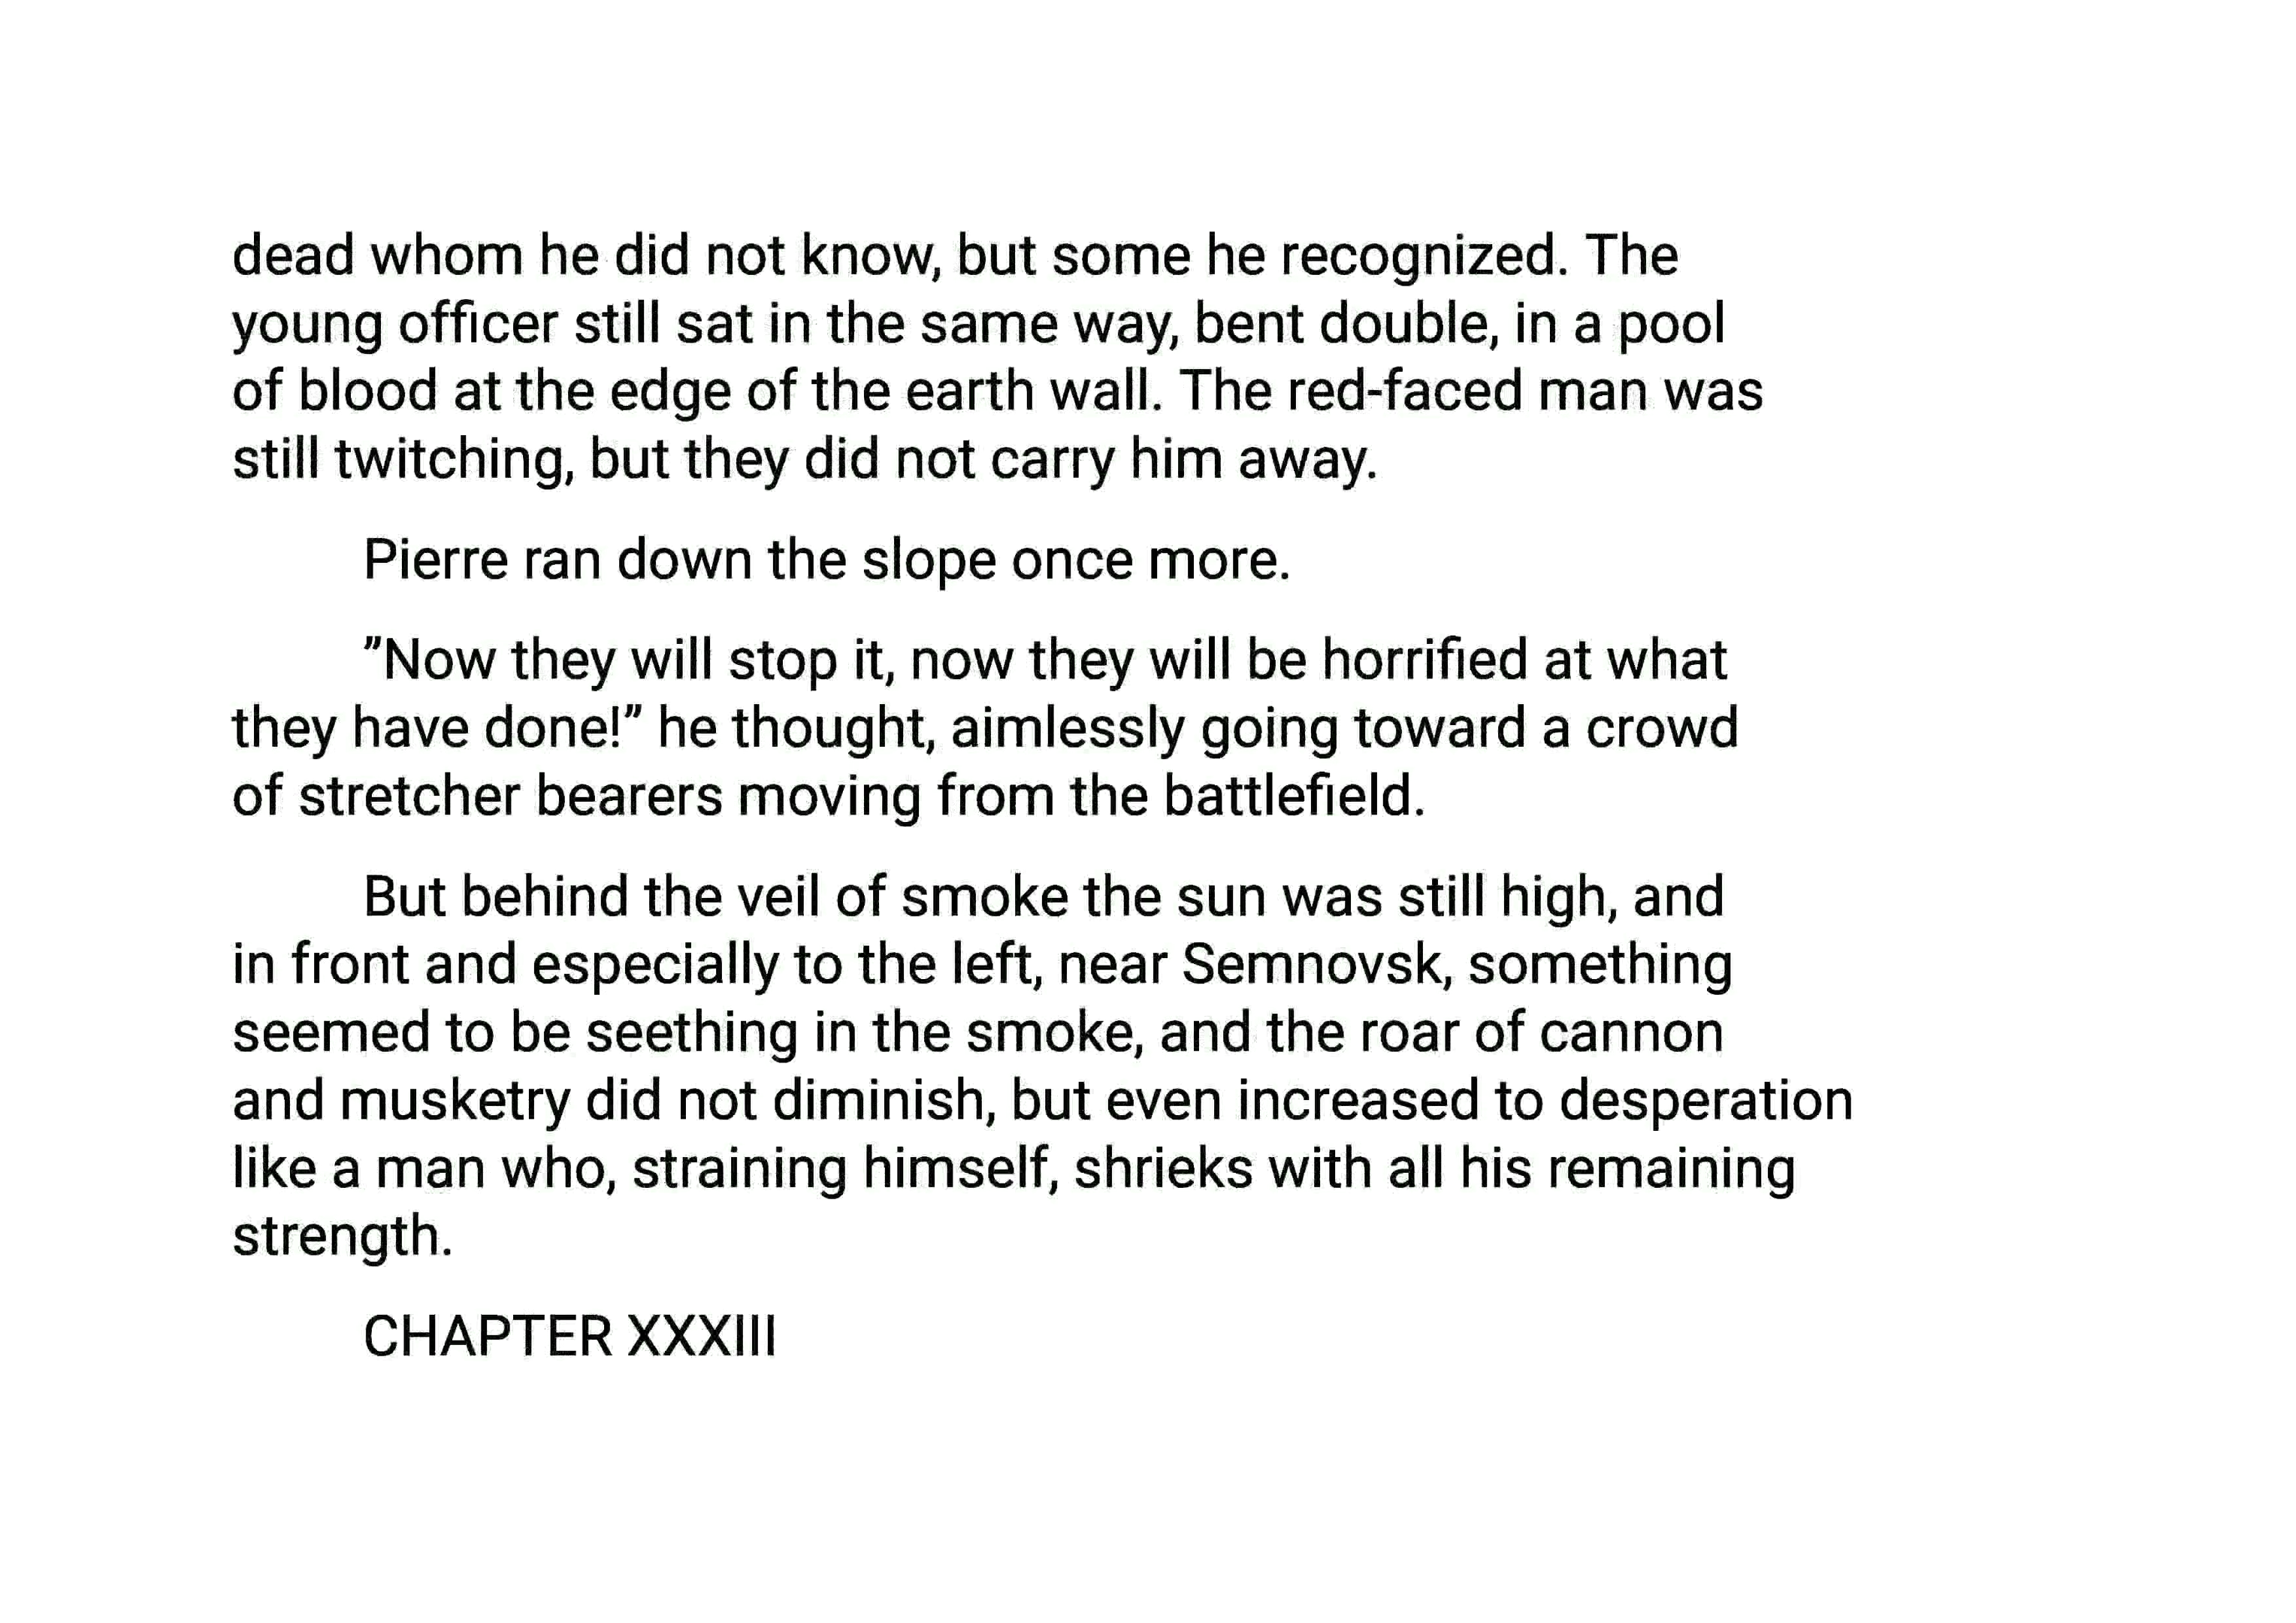 dead whom he did not know, but some he recognized. The
young officer still sat in the same way, bent double, in a pool
of blood at the edge of the earth wall. The red-faced man was
still twitching, but they did not carry him away.
Pierre ran down the slope once more.
”Now they will stop it, now they will be horrified at what
they have done!” he thought, aimlessly going toward a crowd
of stretcher bearers moving from the battlefield.
But behind the veil of smoke the sun was still high, and
in front and especially to the left, near Semnovsk, something
seemed to be seething in the smoke, and the roar of cannon
and musketry did not diminish, but even increased to desperation
like a man who, straining himself, shrieks with all his remaining
strength.
CHAPTER XXXIII